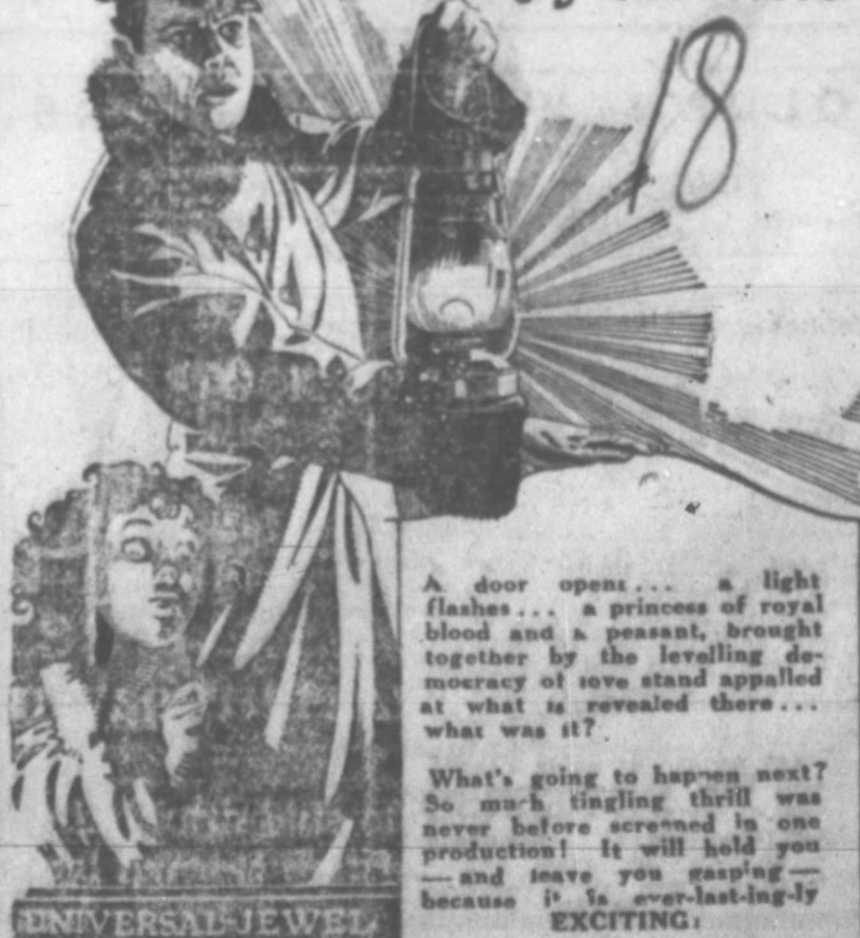 18
A door opens... a light
flashes... a princess of royal
blood and a peasant, brought
together by the levelling de-
mocracy of love stand appalled
at what is revealed there...
what was it?
What's going to happen next?
So much tingling thrill was
never before screened in one
production! It will hold you
—and leave you gasping—
because it is ever-last-ing-ly
EXCITING!
UNIVERSAL-JEWEL